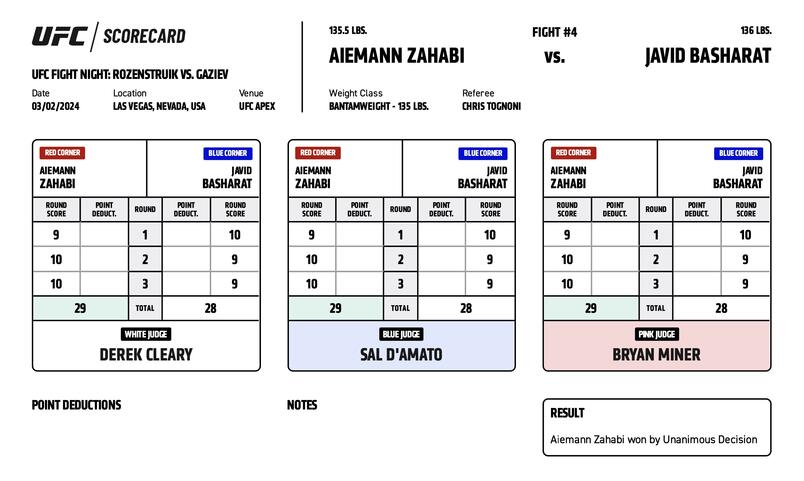 UFC / SCORECARD
UFC FIGHT NIGHT: ROZENSTRUIK VS. GAZIEV
Date Location Venue
03/02/2024 LAS VEGAS, NEVADA, USA UFC APEX
135.5 LBS. FIGHT #4 136 LBS.
AIEMANN ZAHABI VS. JAVID BASHARAT
Weight Class Referee
BANTAMWEIGHT - 135 LBS. CHRIS TOGNONI
RED CORNER BLUE CORNER
AIEMANN JAVID
ZAHABI BASHARAT
ROUND POINT ROUND POINT ROUND
SCORE DEDUCT. DEDUCT. SCORE
9 1 10
10 2 9
10 3 9
29 TOTAL 28
WHITE JUDGE
DEREK CLEARY
RED CORNER BLUE CORNER
AIEMANN JAVID
ZAHABI BASHARAT
ROUND POINT ROUND POINT ROUND
SCORE DEDUCT. DEDUCT. SCORE
9 1 10
10 2 9
10 3 9
29 TOTAL 28
BLUE JUDGE
SAL D'AMATO
RED CORNER BLUE CORNER
AIEMANN JAVID
ZAHABI BASHARAT
ROUND POINT ROUND POINT ROUND
SCORE DEDUCT. DEDUCT. SCORE
9 1 10
10 2 9
10 3 9
29 TOTAL 28
PINK JUDGE
BRYAN MINER
POINT DEDUCTIONS
NOTES
RESULT
Aiemann Zahabi won by Unanimous Decision